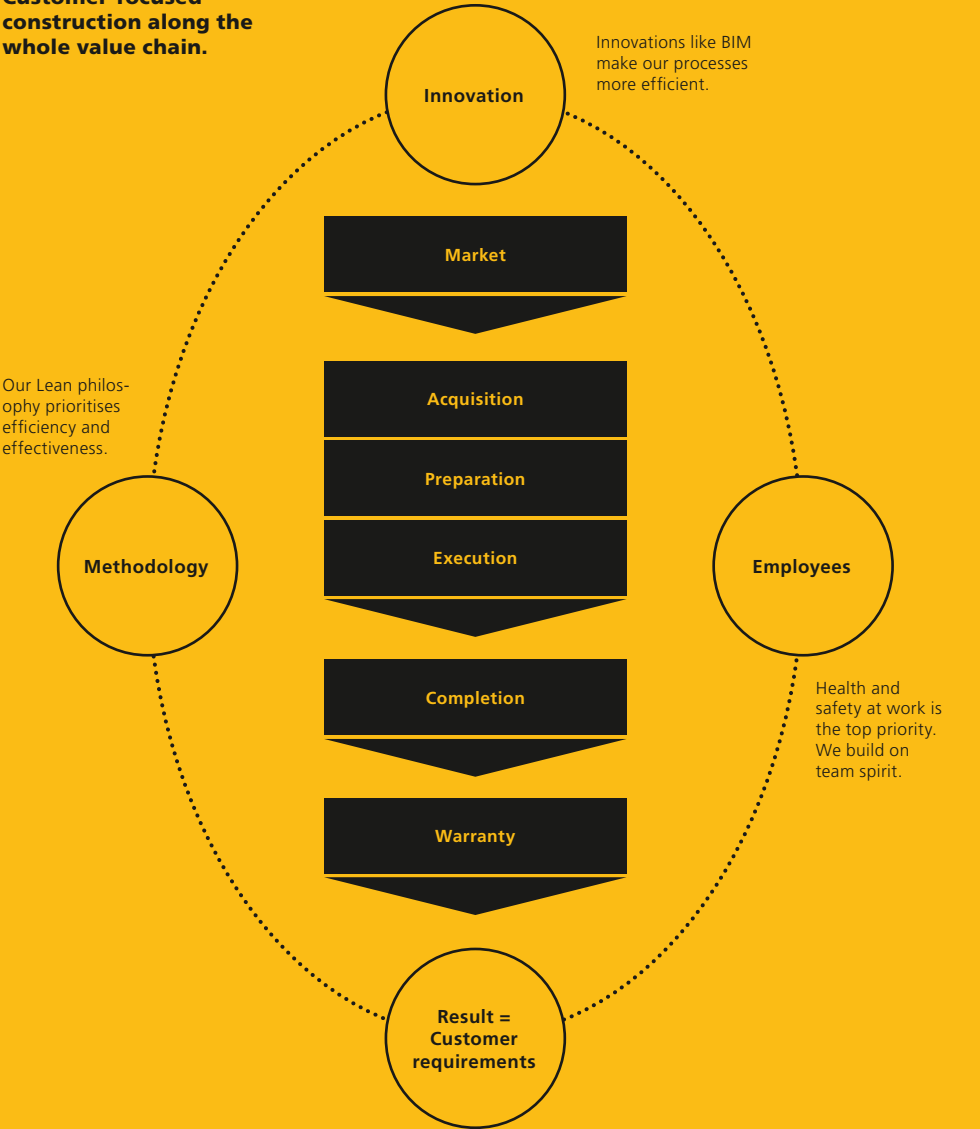 Customer-focused
construction along the
whole value chain.
Innovations like BIM
make our processes
more efficient.
Innovation
Market
Our Lean philos-
ophy prioritises
efficiency and
effectiveness.
Acquisition
Preparation
Execution
Methodology
Employees
Completion
Health and
safety at work is
the top priority.
We build on
team spirit.
Warranty
Result =
Customer
requirements